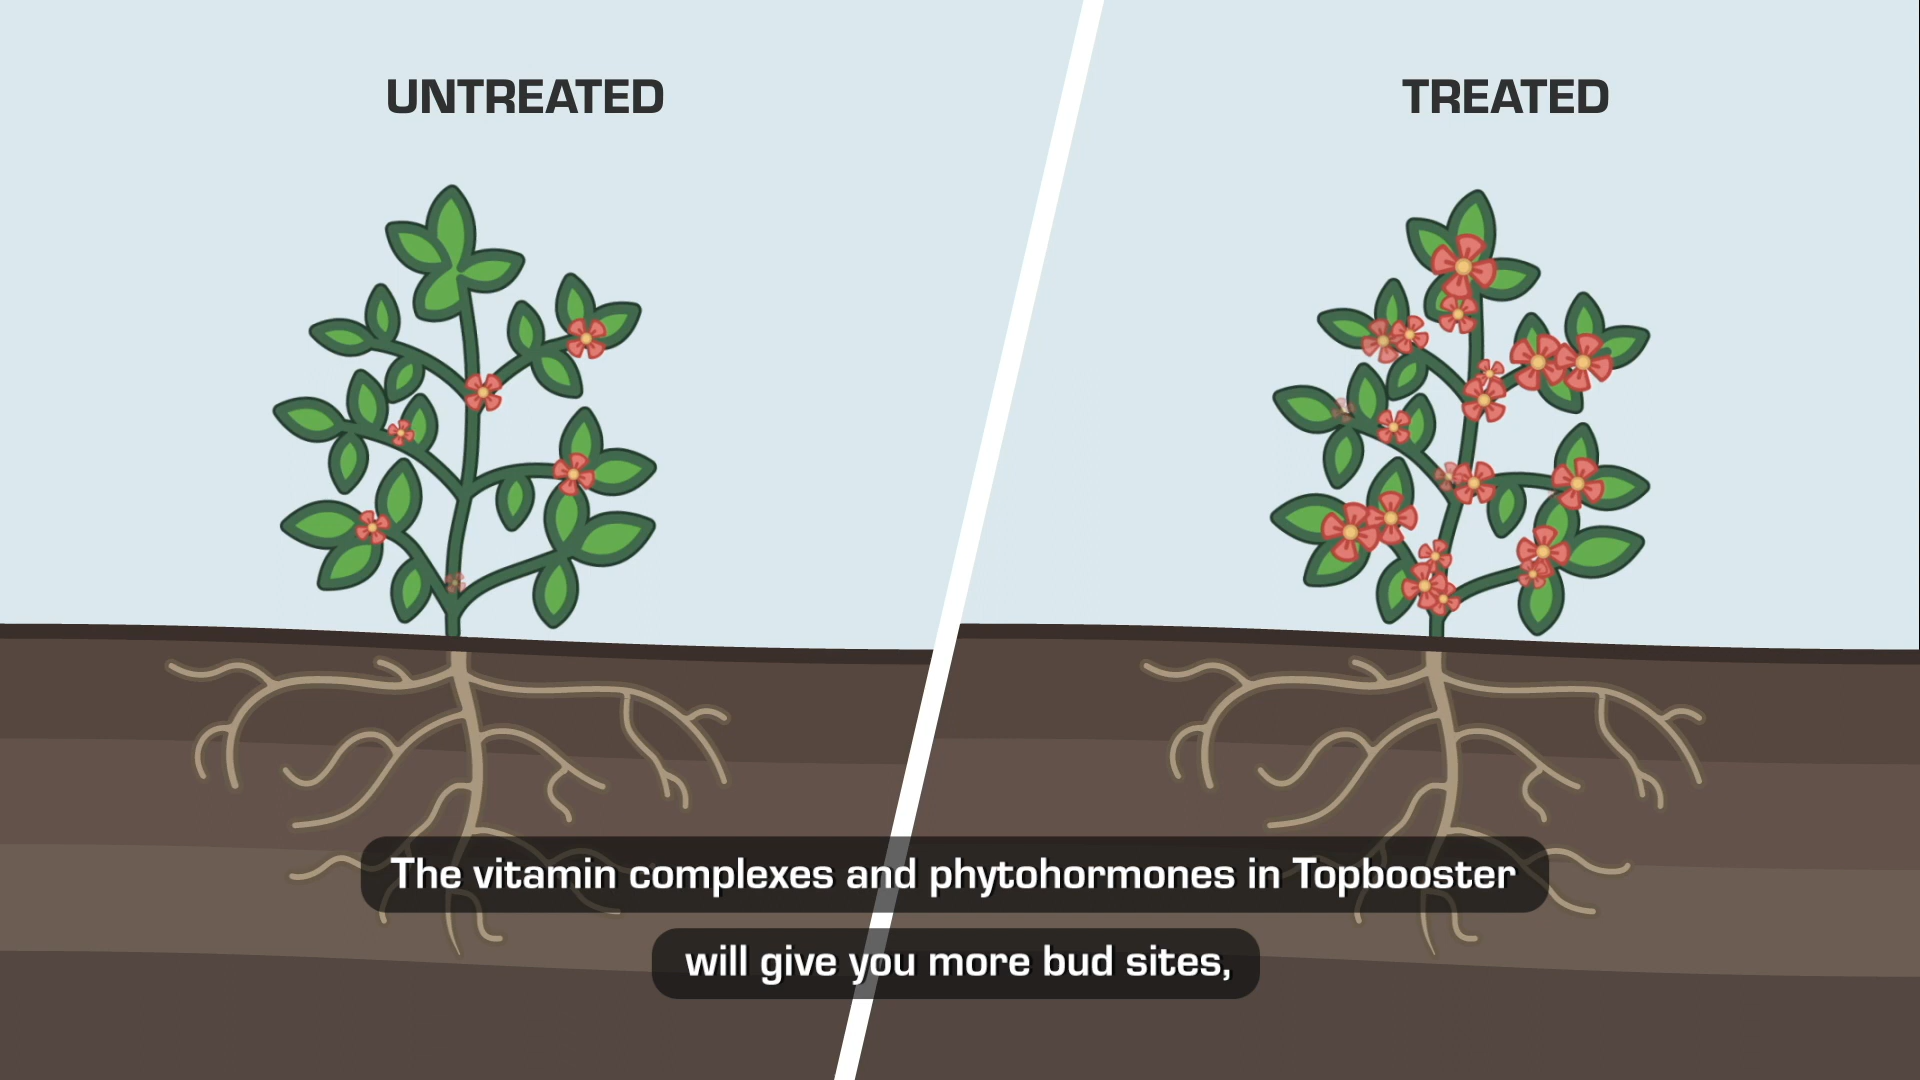 UNTREATED
TREATED
The vitamin complexes and phytohormones in Topbooster
will give you more bud sites,